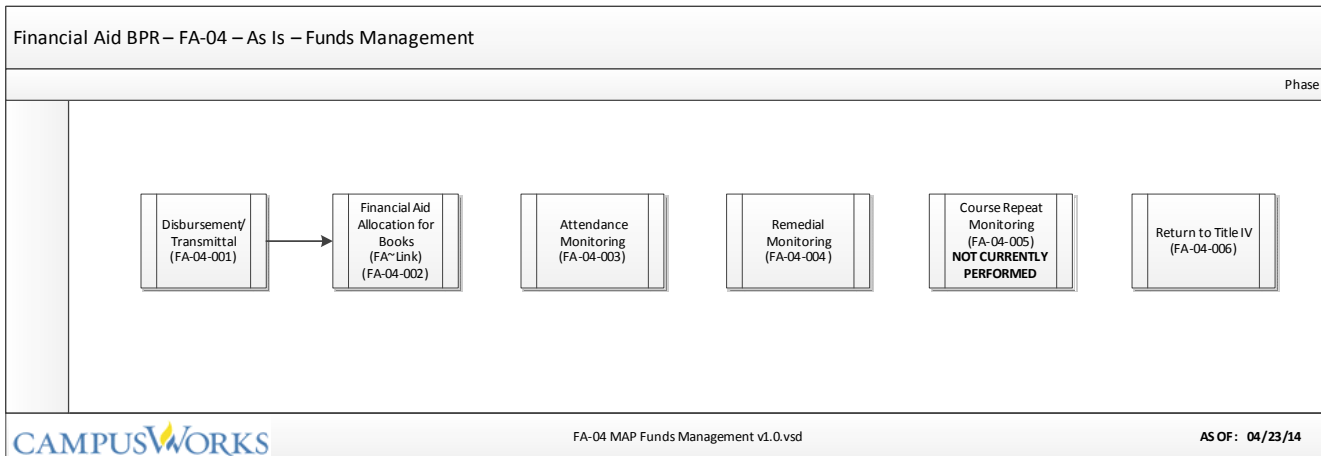 Financial Aid BPR – FA-04 – As Is – Funds Management
Phase
Disbursement/
Transmittal
(FA-04-001)
Financial Aid
Allocation for
Books
(FA~Link)
(FA-04-002)
Attendance
Monitoring
(FA-04-003)
Remedial
Monitoring
(FA-04-004)
Course Repeat
Monitoring
(FA-04-005)
NOT CURRENTLY
PERFORMED
Return to Title IV
(FA-04-006)
CAMPUSWORKS
FA-04 MAP Funds Management v1.0.vsd
AS OF: 04/23/14